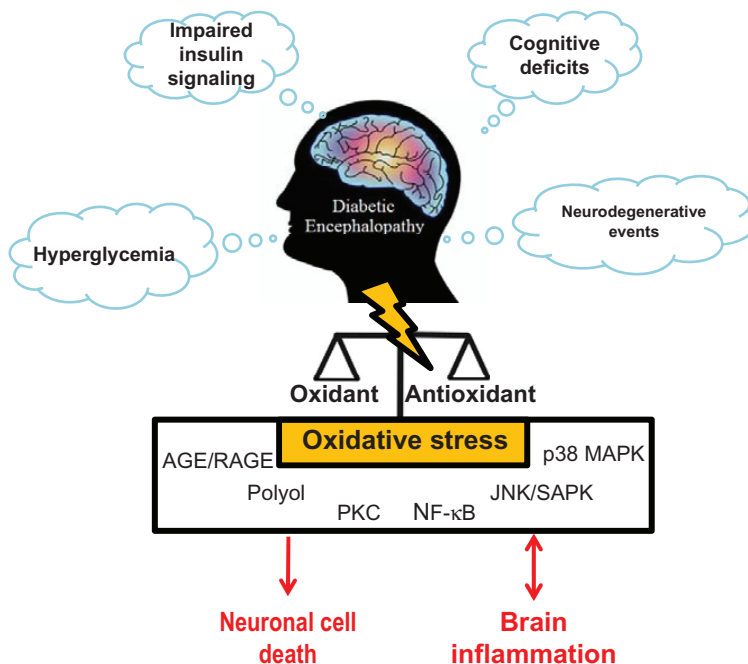 Impaired
insulin
signaling
Cognitive
deficits
Diabetic
Encephalopathy
Hyperglycemia
Neurodegenerative
events
Oxidant
Antioxidant
Oxidative stress
AGE/RAGE
p38 MAPK
Polyol
JNK/SAPK
PKC
NF-κB
Neuronal cell
death
Brain
inflammation